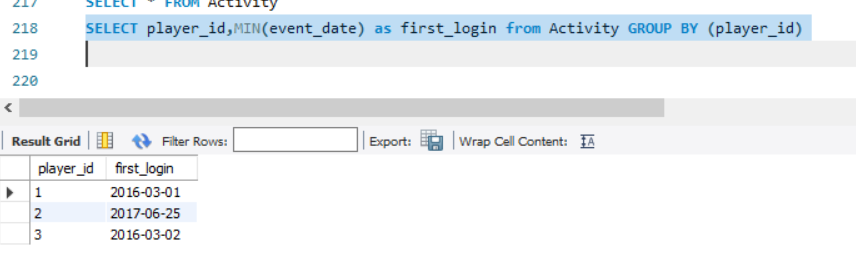 217 SELECT * FROM Activity
218 SELECT player_id,MIN(event_date) as first_login from Activity GROUP BY (player_id)
219
220
Result Grid Filter Rows: Export: Wrap Cell Content:
player_id first_login
1 2016-03-01
2 2017-06-25
3 2016-03-02